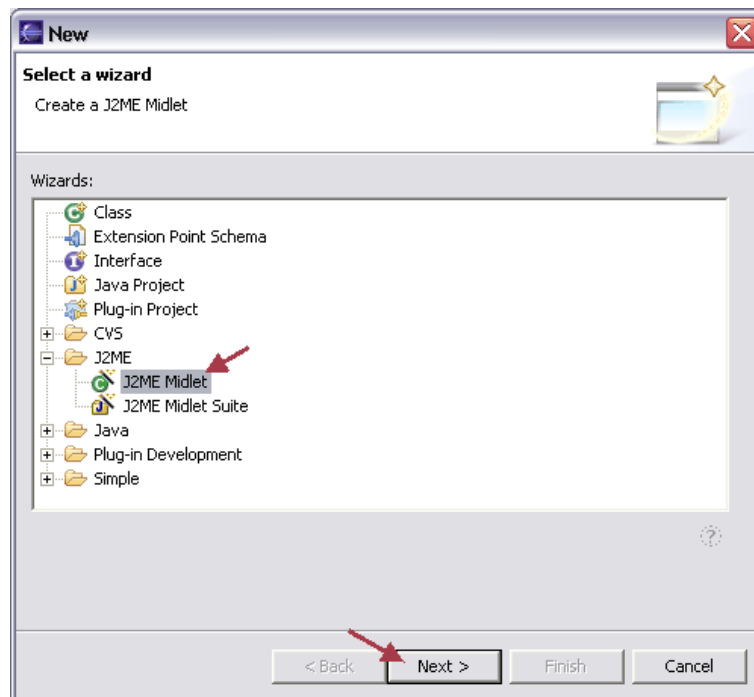 New
Select a wizard
Create a J2ME Midlet
Wizards:
Class
Extension Point Schema
Interface
Java Project
Plug-in Project
CVS
J2ME
J2ME Midlet
J2ME Midlet Suite
Java
Plug-in Development
Simple
< Back Next > Finish Cancel